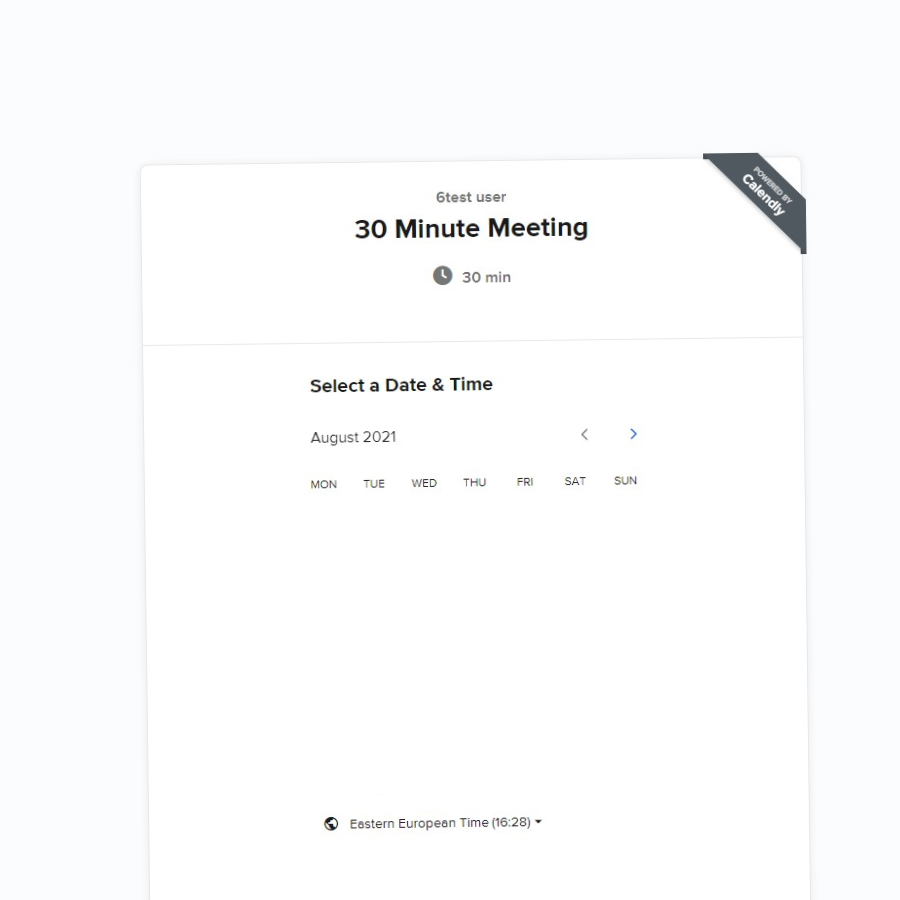 POWERED BY
Calendly
6test user
30 Minute Meeting
30 min
Select a Date & Time
August 2021
MON TUE WED THU FRI SAT SUN
Eastern European Time (16:28)